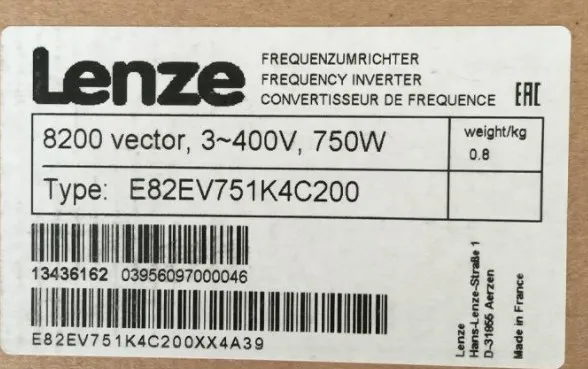 Lenze
FREQUENZUMRICHTER
FREQUENCY INVERTER
CONVERTISSEUR DE FREQUENCE
EAC
8200 vector, 3~400V, 750W
weight/kg
0.8
Type: E82EV751K4C200
13436162 03956097000046
E82EV751K4C200XX4A39
Lenze
Hans-Lenze-Straße 1
D-31855 Aerzen
Made in France